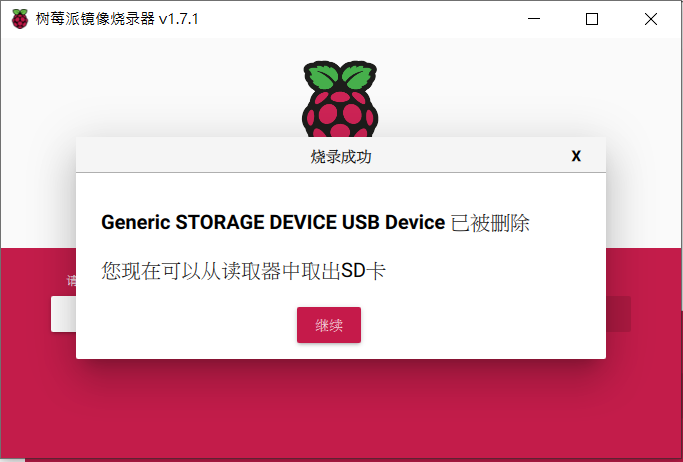 树莓派镜像烧录器 v1.7.1
烧录成功
X
Generic STORAGE DEVICE USB Device 已被删除
您现在可以从读取器中取出SD卡
继续
请